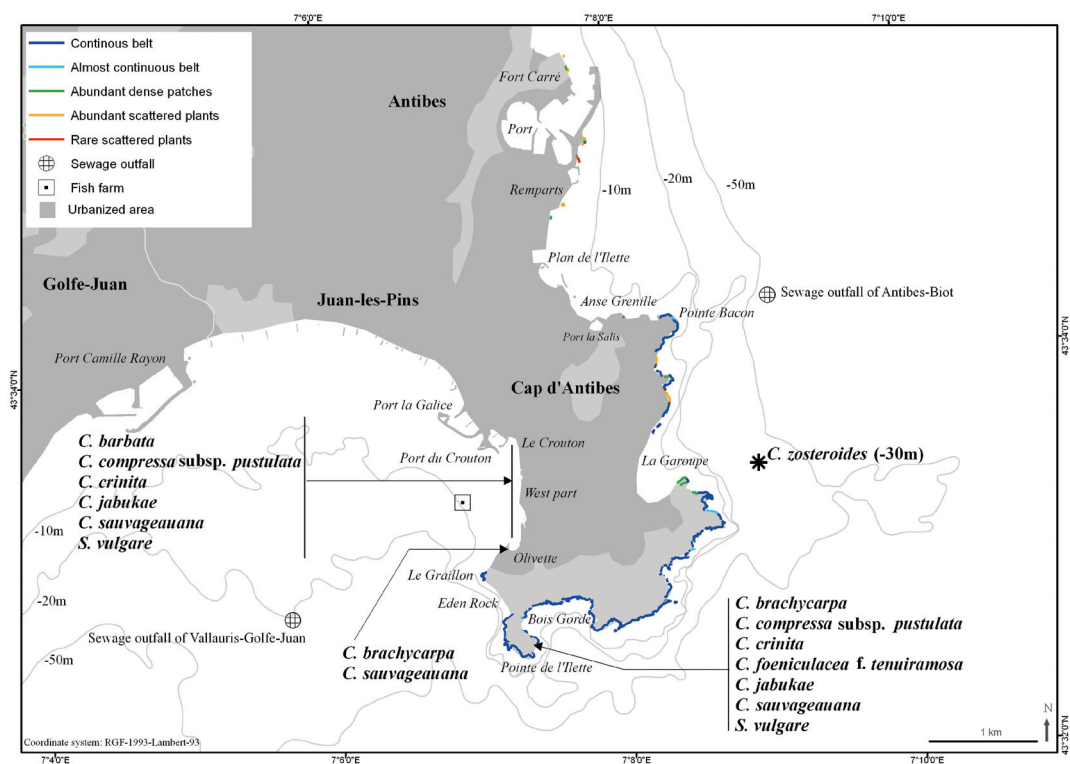 7°6'0"E
7°8'0"E
7°10'0"E
Continous belt
Almost continuous belt
Abundant dense patches
Abundant scattered plants
Rare scattered plants
Sewage outfall
Fish farm
Urbanized area
Fort Carré
Antibes
Port
Remparts
-10m
-20m
-50m
Plan de l'Ilette
Golfe-Juan
Juan-les-Pins
Anse Grenille
Sewage outfall of Antibes-Biot
Pointe Bacon
Port la Salis
43°34'0"N
Port Camille Rayon
43°34'0"N
Cap d'Antibes
Port la Galice
Le Crouton
C. barbata
C. compressa subsp. pustulata
C. crinita
C. jabukae
C. sauvageauana
S. vulgare
Port du Crouton
La Garoupe
C. zosteroides (-30m)
West part
-10m
Olivette
Le Graillon
-20m
Eden Rock
Bois Gorde
Sewage outfall of Vallauris-Golfe-Juan
-50m
C. brachycarpa
C. sauvageauana
Pointe de l'Ilette
C. brachycarpa
C. compressa subsp. pustulata
C. crinita
C. foeniculacea f. tenuiramosa
C. jabukae
C. sauvageauana
S. vulgare
N
1 km
43°32'0"N
Coordinate system: RGF-1993-Lambert-93
7°4'0"E
7°6'0"E
7°8'0"E
7°10'0"E